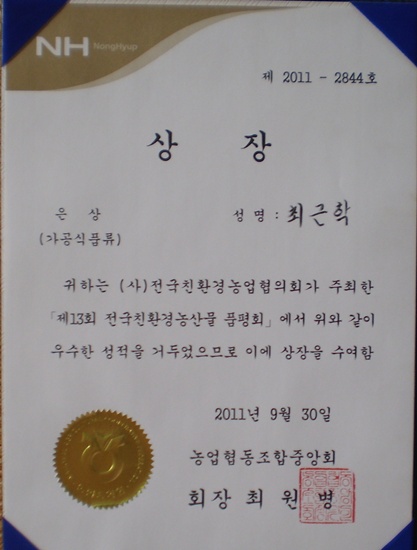 NH NongHyup
제 2011 - 2844호
상 장
은 상
성 명 : 최근학
(가공식품류)
귀하는 (사)전국친환경농업협의회가 주최한
「제13회 전국친환경농산물 품평회」에서 위와 같이
우수한 성적을 거두었으므로 이에 상장을 수여함
2011년 9월 30일
농업협동조합중앙회
회장 최 원 병